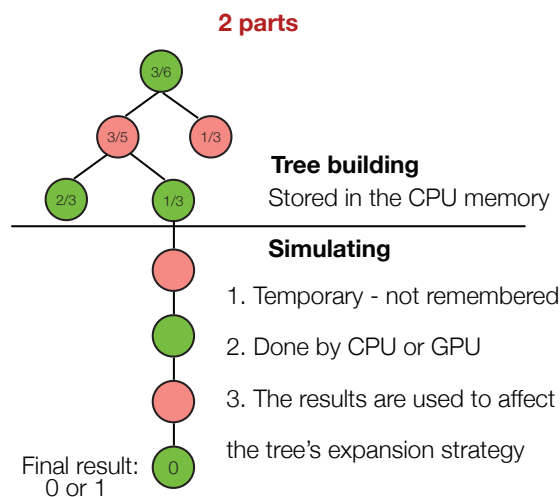 2 parts
3/6
3/5
1/3
Tree building
2/3
1/3
Stored in the CPU memory
Simulating
1. Temporary - not remembered
2. Done by CPU or GPU
3. The results are used to affect
the tree's expansion strategy
Final result:
0 or 1
0